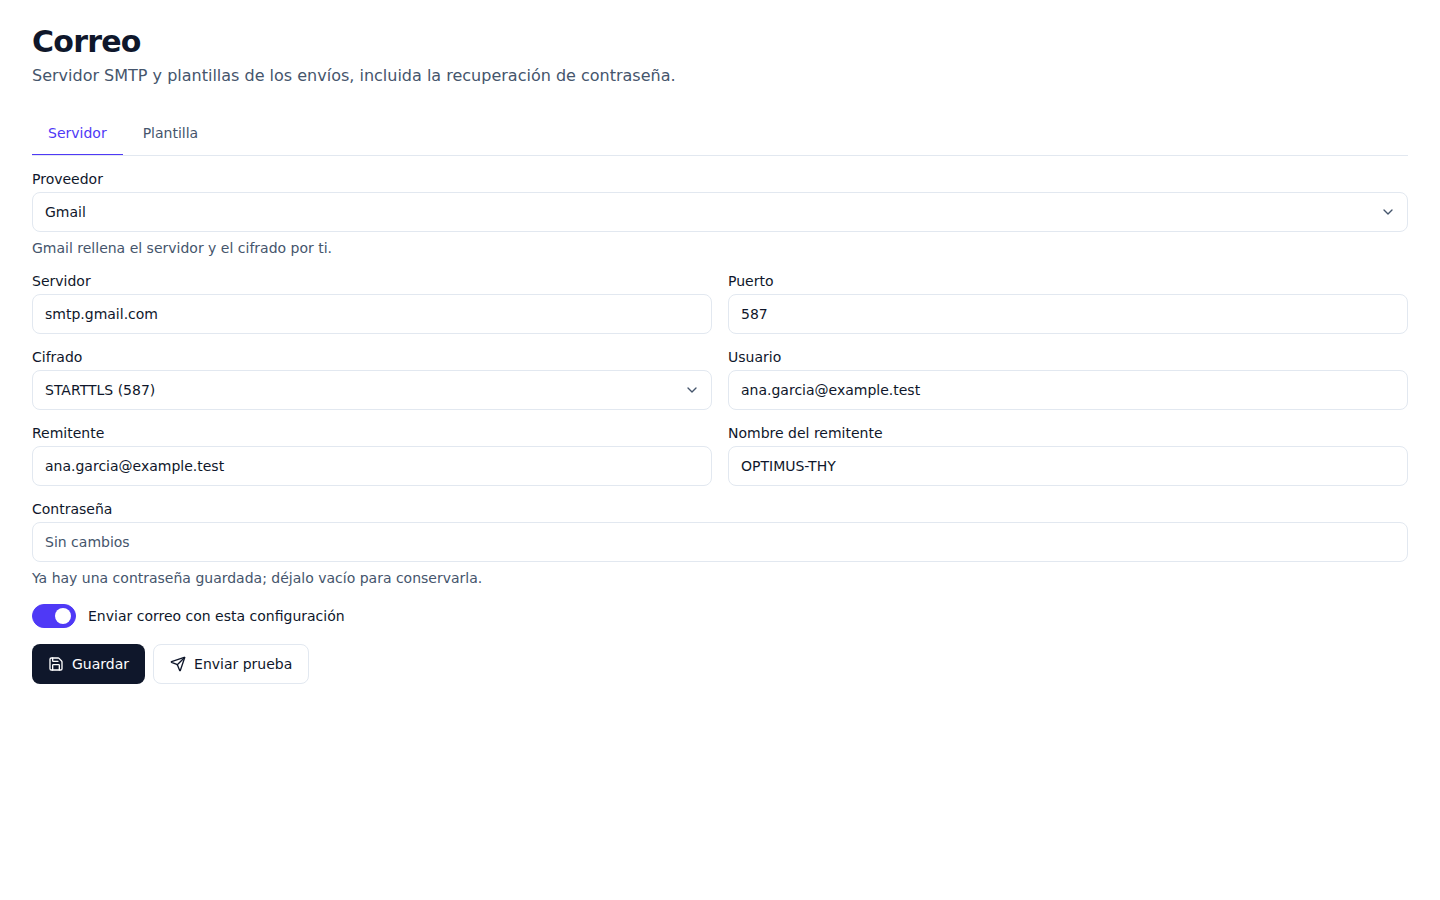 Correo
Servidor SMTP y plantillas de los envíos, incluida la recuperación de contraseña.
Servidor
Plantilla
Proveedor
Gmail
Gmail rellena el servidor y el cifrado por ti.
Servidor
Puerto
smtp.gmail.com
587
Cifrado
Usuario
STARTTLS (587)
ana.garcia@example.test
Remitente
Nombre del remitente
ana.garcia@example.test
OPTIMUS-THY
Contraseña
Sin cambios
Ya hay una contraseña guardada; déjalo vacío para conservarla.
Enviar correo con esta configuración
Guardar
Enviar prueba